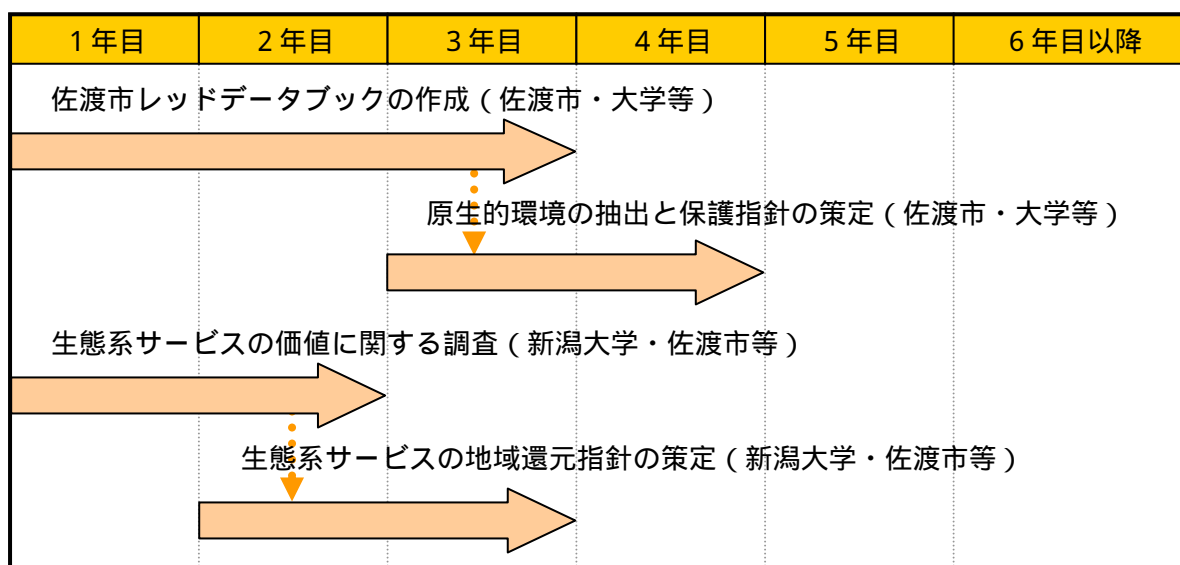 1年目 2年目 3年目 4年目 5年目 6年目以降
佐渡市レッドデータブックの作成(佐渡市・大学等)
原生的環境の抽出と保護指針の策定(佐渡市・大学等)
生態系サービスの価値に関する調査(新潟大学・佐渡市等)
生態系サービスの地域還元指針の策定(新潟大学・佐渡市等)